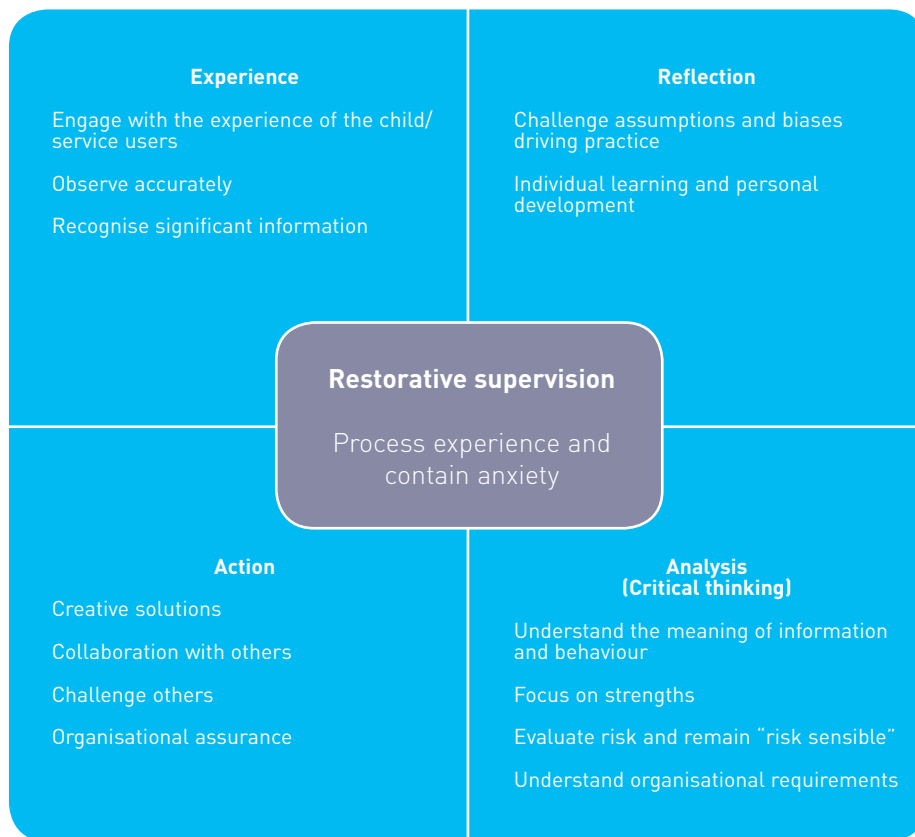 Experience
Engage with the experience of the child/
service users
Observe accurately
Recognise significant information
Reflection
Challenge assumptions and biases
driving practice
Individual learning and personal
development
Restorative supervision
Process experience and
contain anxiety
Action
Creative solutions
Collaboration with others
Challenge others
Organisational assurance
Analysis
(Critical thinking)
Understand the meaning of information
and behaviour
Focus on strengths
Evaluate risk and remain “risk sensible”
Understand organisational requirements